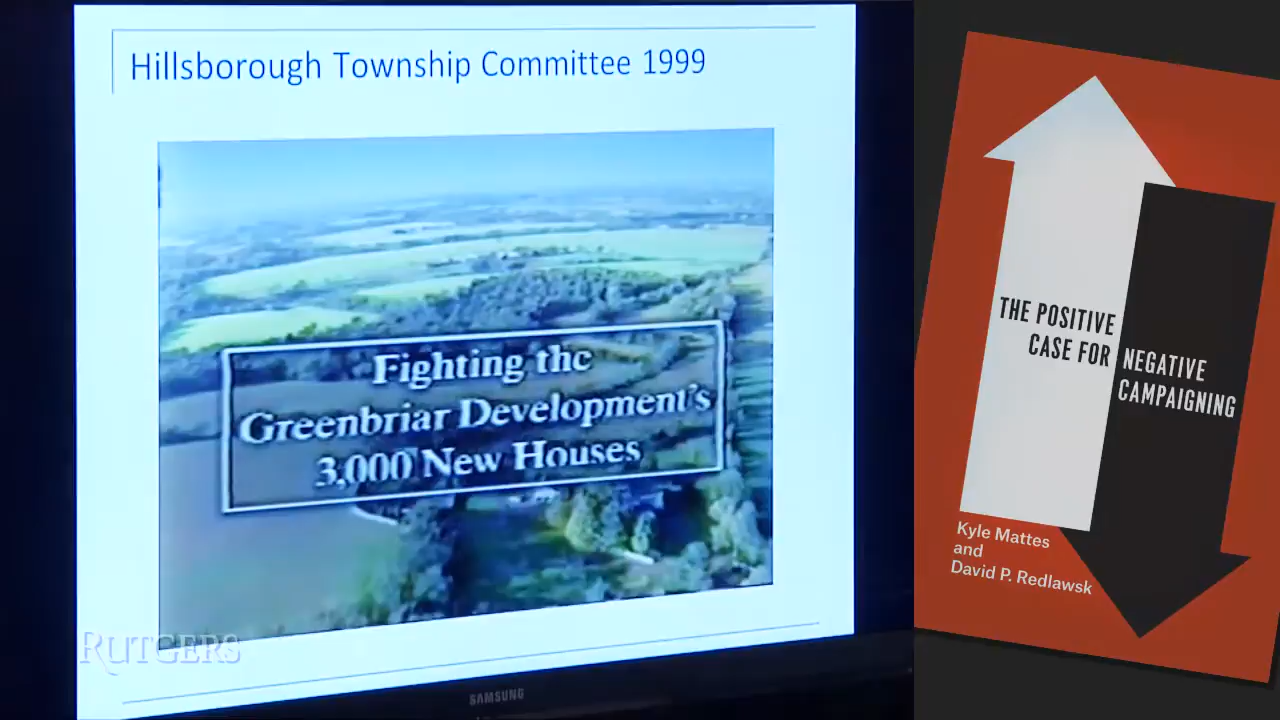 Hillsborough Township Committee 1999
Fighting the
Greenbriar Development's
3,000 New Houses
RUTGERS
SAMSUNG
THE POSITIVE
CASE FOR
NEGATIVE
CAMPAIGNING
Kyle Mattes
and
David P. Redlawsk